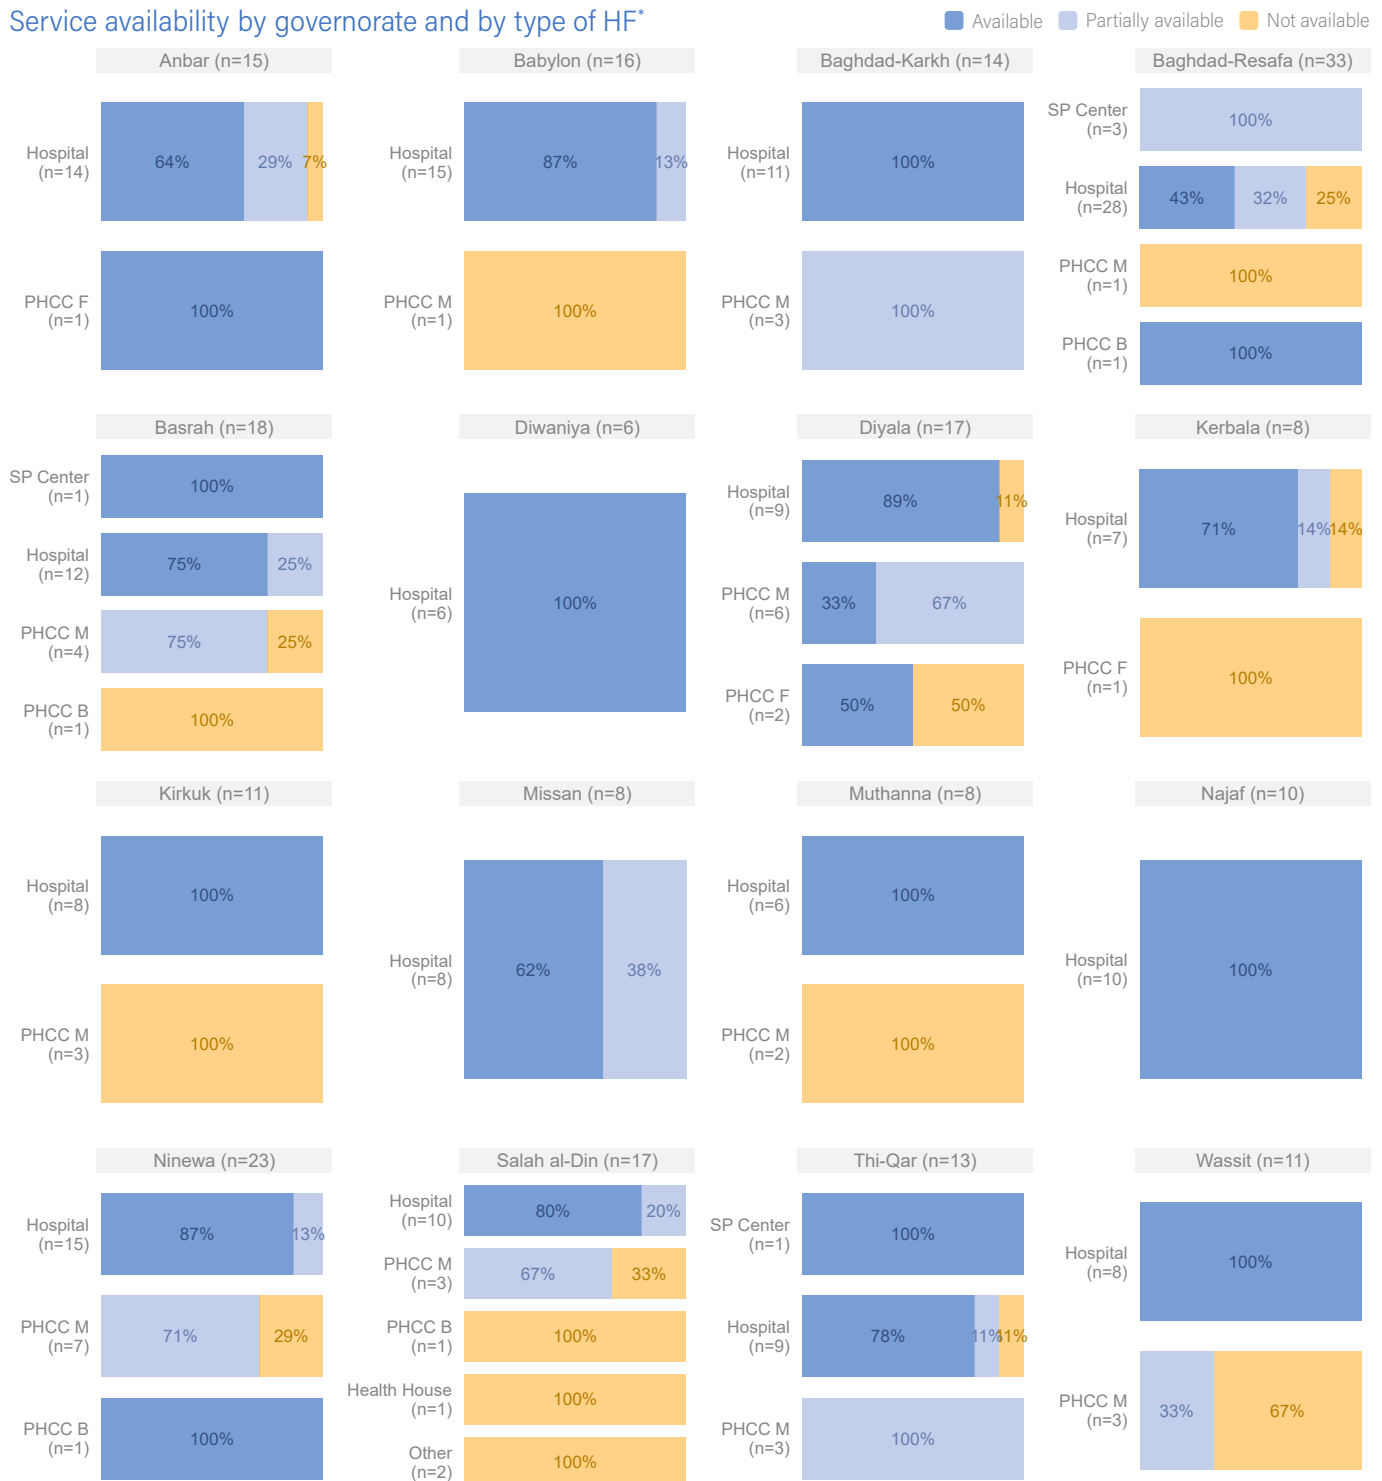 Service availability by governorate and by type of HF*
Available Partially available Not available
Anbar (n=15)
Hospital
(n=14)
64% 29% 7%
PHCC F
(n=1)
100%
Babylon (n=16)
Hospital
(n=15)
87% 13%
PHCC M
(n=1)
100%
Baghdad-Karkh (n=14)
Hospital
(n=11)
100%
PHCC M
(n=3)
100%
Baghdad-Resafa (n=33)
SP Center
(n=3)
100%
Hospital
(n=28)
43% 32% 25%
PHCC M
(n=1)
100%
PHCC B
(n=1)
100%
Basrah (n=18)
SP Center
(n=1)
100%
Hospital
(n=12)
75% 25%
PHCC M
(n=4)
75% 25%
PHCC B
(n=1)
100%
Diwaniya (n=6)
Hospital
(n=6)
100%
Diyala (n=17)
Hospital
(n=9)
89% 11%
PHCC M
(n=6)
33% 67%
PHCC F
(n=2)
50% 50%
Kerbala (n=8)
Hospital
(n=7)
71% 14% 14%
PHCC F
(n=1)
100%
Kirkuk (n=11)
Hospital
(n=8)
100%
PHCC M
(n=3)
100%
Missan (n=8)
Hospital
(n=8)
62% 38%
Muthanna (n=8)
Hospital
(n=6)
100%
PHCC M
(n=2)
100%
Najaf (n=10)
Hospital
(n=10)
100%
Ninewa (n=23)
Hospital
(n=15)
87% 13%
PHCC M
(n=7)
71% 29%
PHCC B
(n=1)
100%
Salah al-Din (n=17)
Hospital
(n=10)
80% 20%
PHCC M
(n=3)
67% 33%
PHCC B
(n=1)
100%
Health House
(n=1)
100%
Other
(n=2)
100%
Thi-Qar (n=13)
SP Center
(n=1)
100%
Hospital
(n=9)
78% 11% 11%
PHCC M
(n=3)
100%
Wassit (n=11)
Hospital
(n=8)
100%
PHCC M
(n=3)
33% 67%